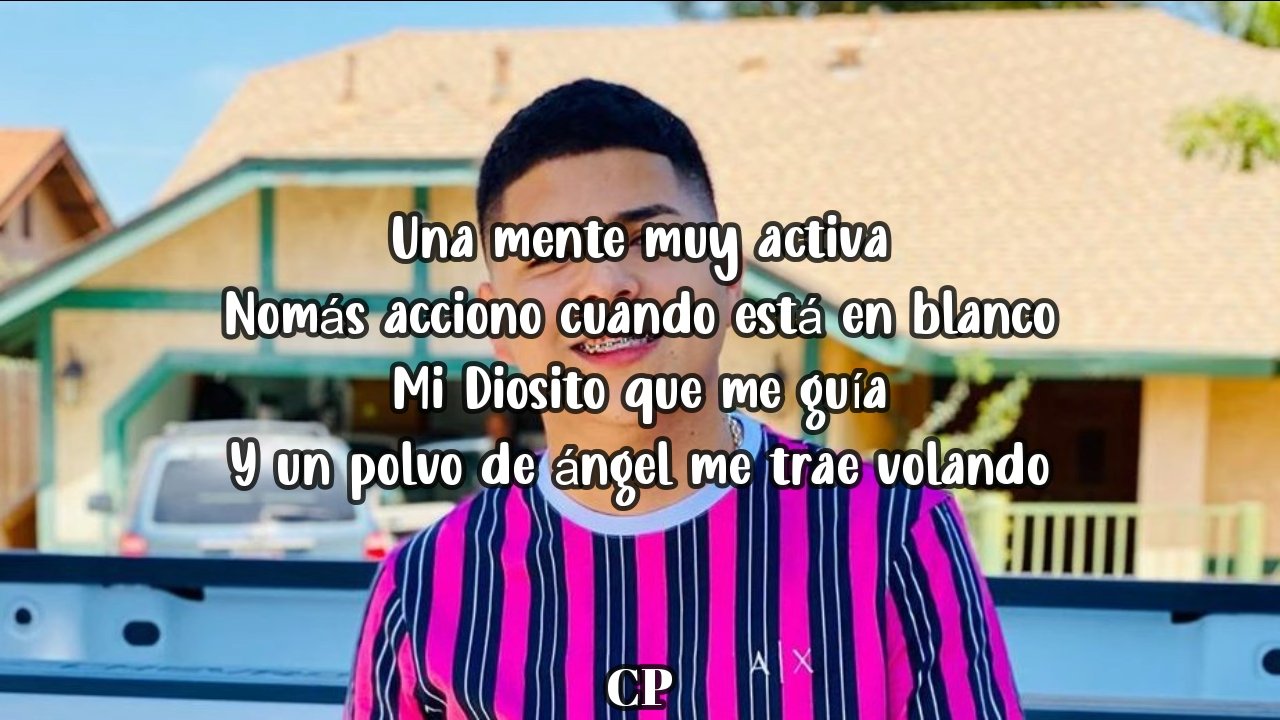 Una mente muy activa
Nomás acciono cuando está en blanco
Mi Diosito que me guía
Y un polvo de ángel me trae volando
A|X
CP